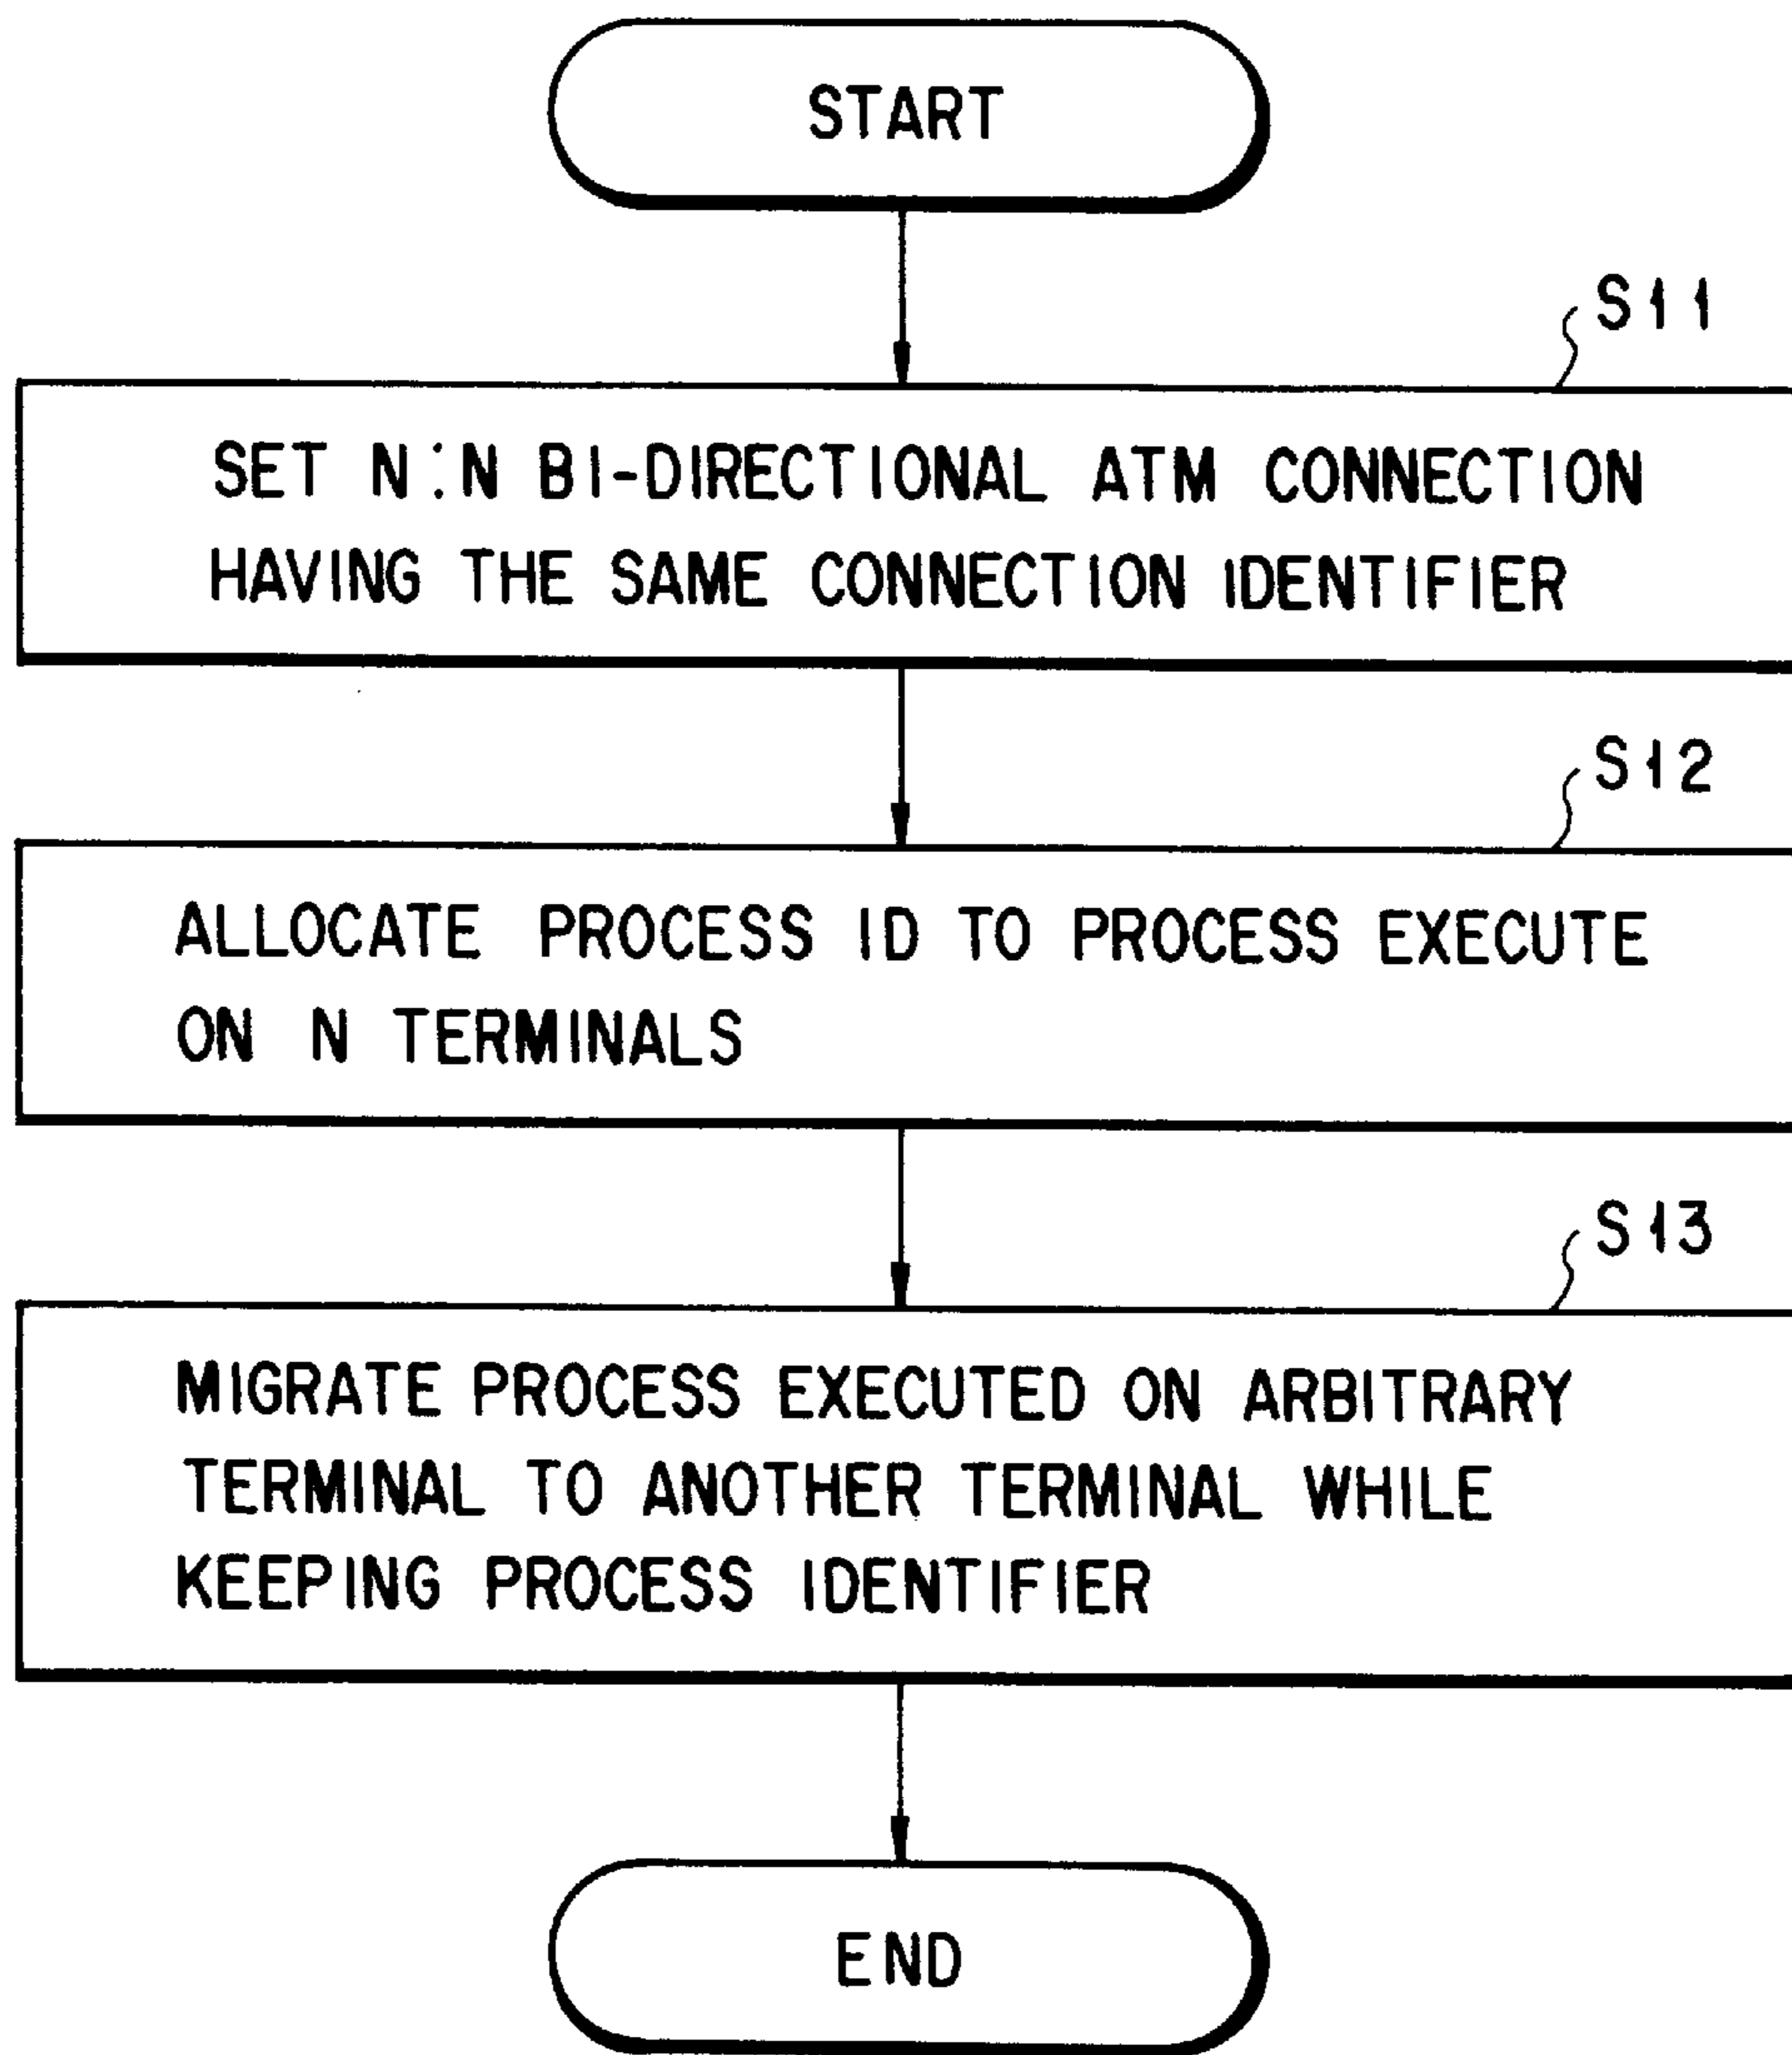 START
S11
SET N:N BI-DIRECTIONAL ATM CONNECTION
HAVING THE SAME CONNECTION IDENTIFIER
S12
ALLOCATE PROCESS ID TO PROCESS EXECUTE
ON N TERMINALS
S13
MIGRATE PROCESS EXECUTED ON ARBITRARY
TERMINAL TO ANOTHER TERMINAL WHILE
KEEPING PROCESS IDENTIFIER
END